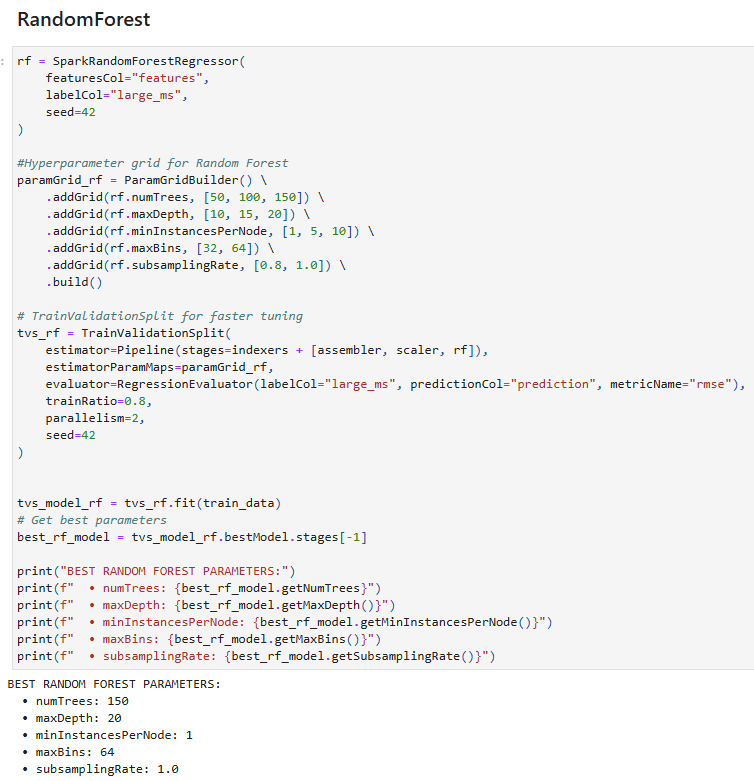 RandomForest
rf = SparkRandomForestRegressor(
    featuresCol="features",
    labelCol="large_ms",
    seed=42
)
#Hyperparameter grid for Random Forest
paramGrid_rf = ParamGridBuilder() \
    .addGrid(rf.numTrees, [50, 100, 150]) \
    .addGrid(rf.maxDepth, [10, 15, 20]) \
    .addGrid(rf.minInstancesPerNode, [1, 5, 10]) \
    .addGrid(rf.maxBins, [32, 64]) \
    .addGrid(rf.subsamplingRate, [0.8, 1.0]) \
    .build()
# TrainValidationSplit for faster tuning
tvs_rf = TrainValidationSplit(
    estimator=Pipeline(stages=indexers + [assembler, scaler, rf]),
    estimatorParamMaps=paramGrid_rf,
    evaluator=RegressionEvaluator(labelCol="large_ms", predictionCol="prediction", metricName="rmse"),
    trainRatio=0.8,
    parallelism=2,
    seed=42
)
tvs_model_rf = tvs_rf.fit(train_data)
# Get best parameters
best_rf_model = tvs_model_rf.bestModel.stages[-1]
print("BEST RANDOM FOREST PARAMETERS:")
print(f"  • numTrees: {best_rf_model.getNumTrees}")
print(f"  • maxDepth: {best_rf_model.getMaxDepth()}")
print(f"  • minInstancesPerNode: {best_rf_model.getMinInstancesPerNode()}")
print(f"  • maxBins: {best_rf_model.getMaxBins()}")
print(f"  • subsamplingRate: {best_rf_model.getSubsamplingRate()}")
BEST RANDOM FOREST PARAMETERS:
  • numTrees: 150
  • maxDepth: 20
  • minInstancesPerNode: 1
  • maxBins: 64
  • subsamplingRate: 1.0